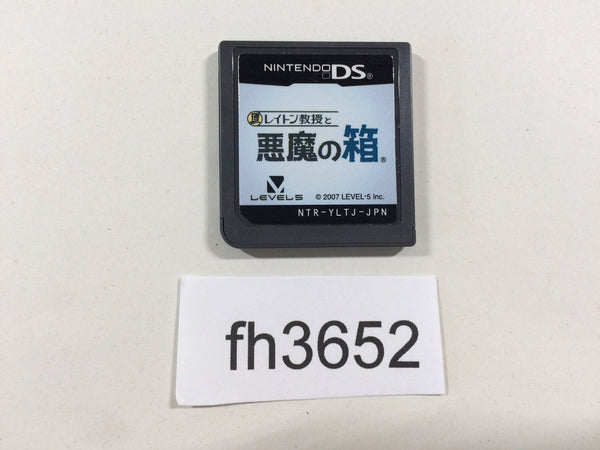 NINTENDO DS®
レイトン教授と
悪魔の箱®
LEVEL5
© 2007 LEVEL-5 Inc.
NTR-YLTJ-JPN
fh3652